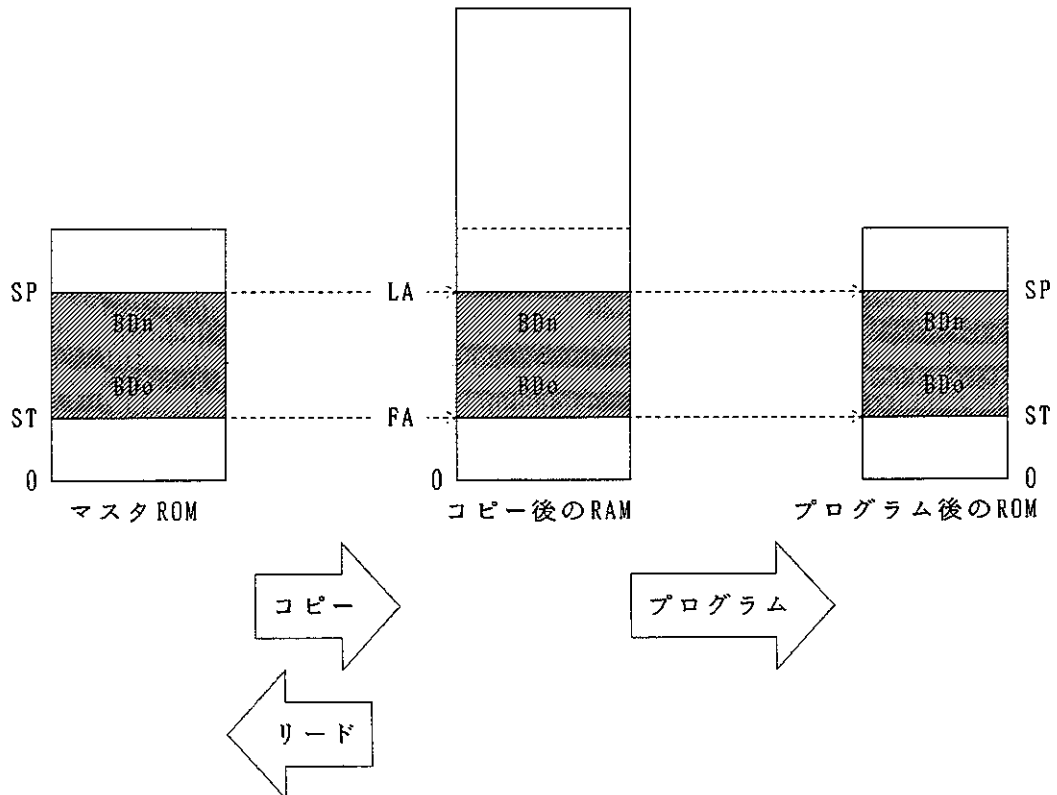 SP
LA
SP
BDn
BDn
BDn
BDo
BDo
BDo
ST
FA
ST
0
0
0
マスタROM
コピー後のRAM
プログラム後のROM
コピー
プログラム
リード